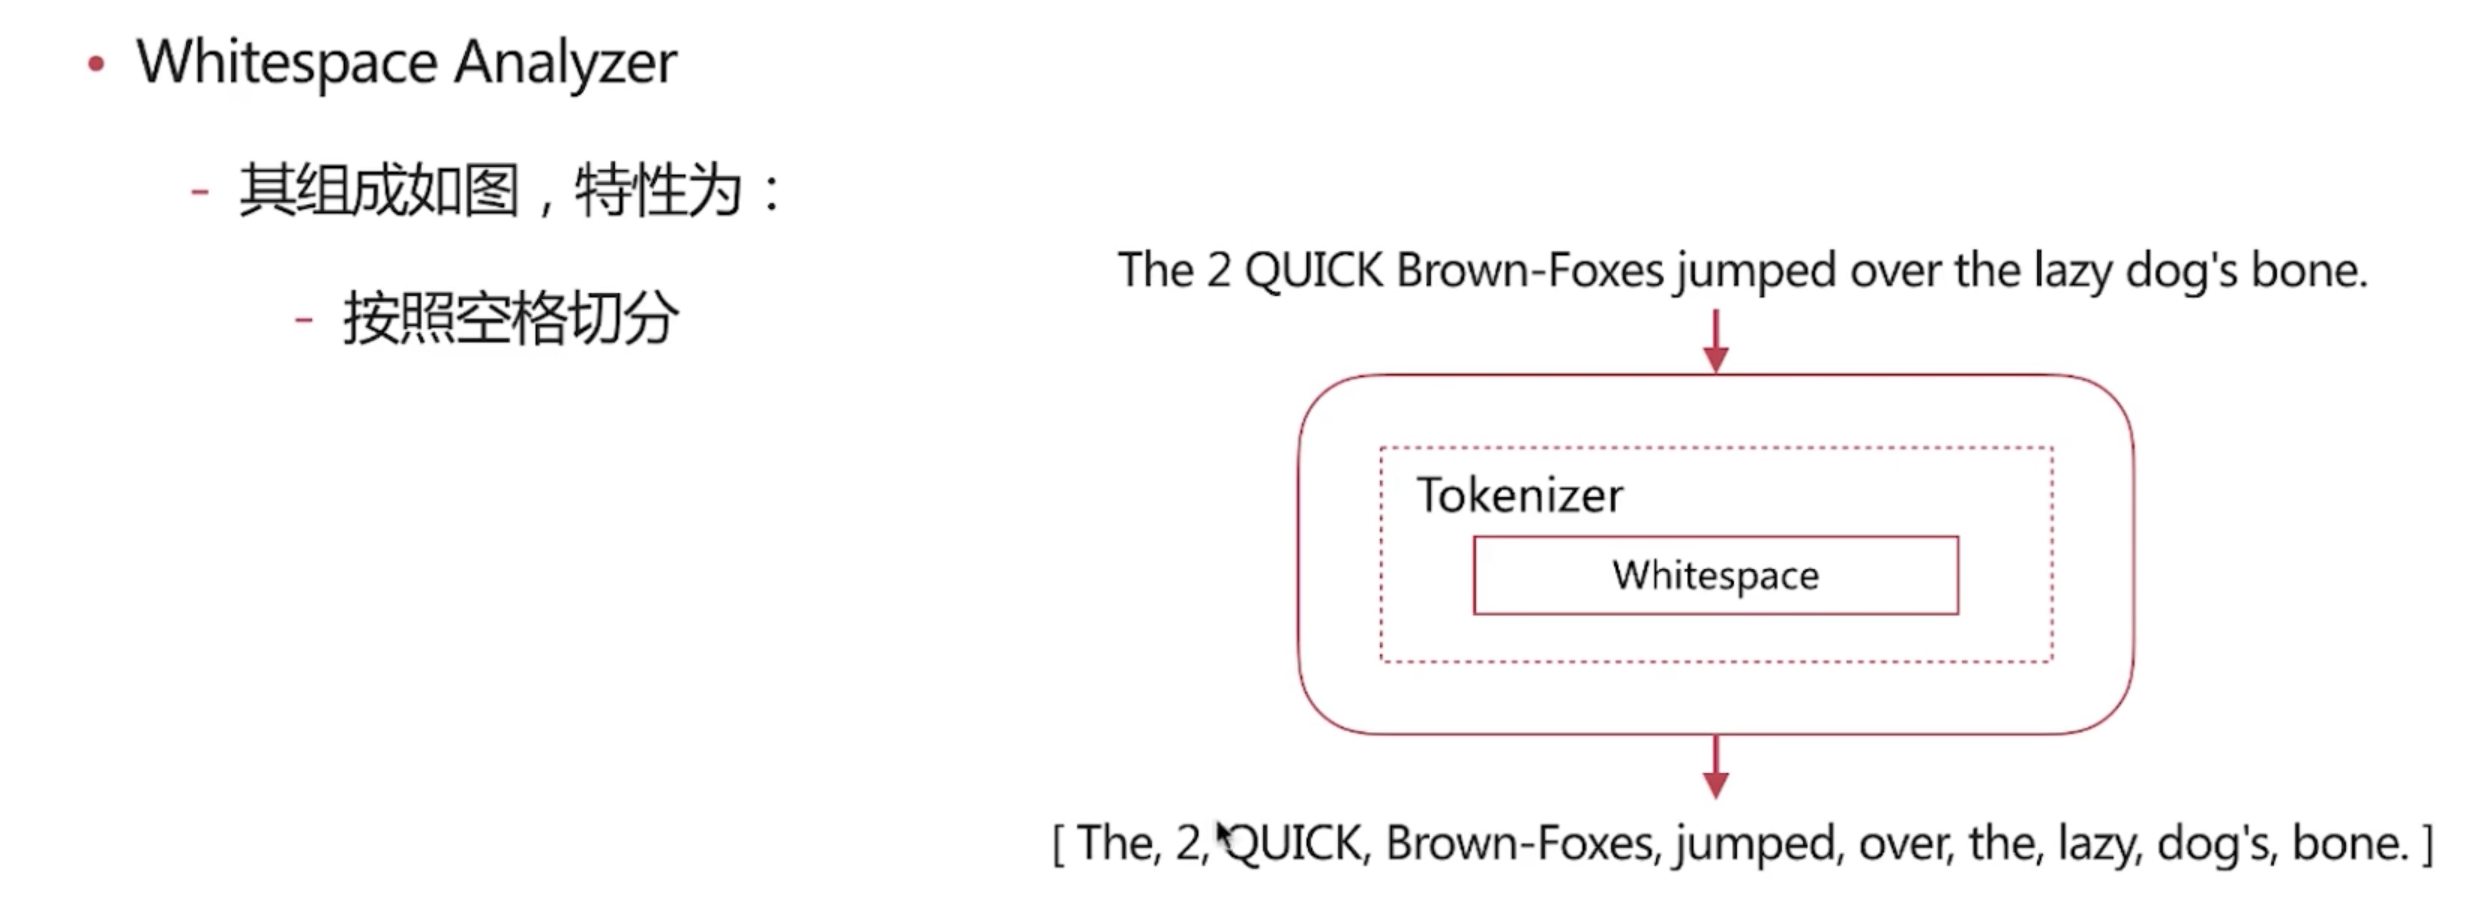 • Whitespace Analyzer
- 其组成如图，特性为：
- 按照空格切分
The 2 QUICK Brown-Foxes jumped over the lazy dog's bone.
Tokenizer
Whitespace
[ The, 2, QUICK, Brown-Foxes, jumped, over, the, lazy, dog's, bone. ]